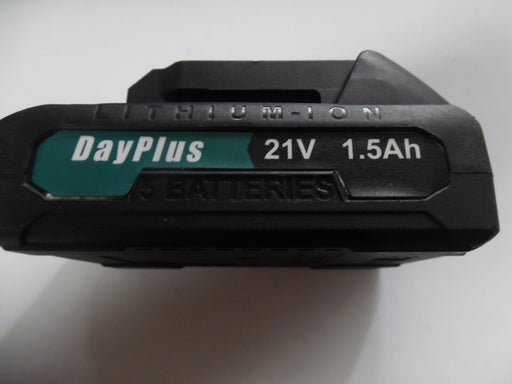 LITHIUM-ION
DayPlus 21V 1.5Ah
5 BATTERIES